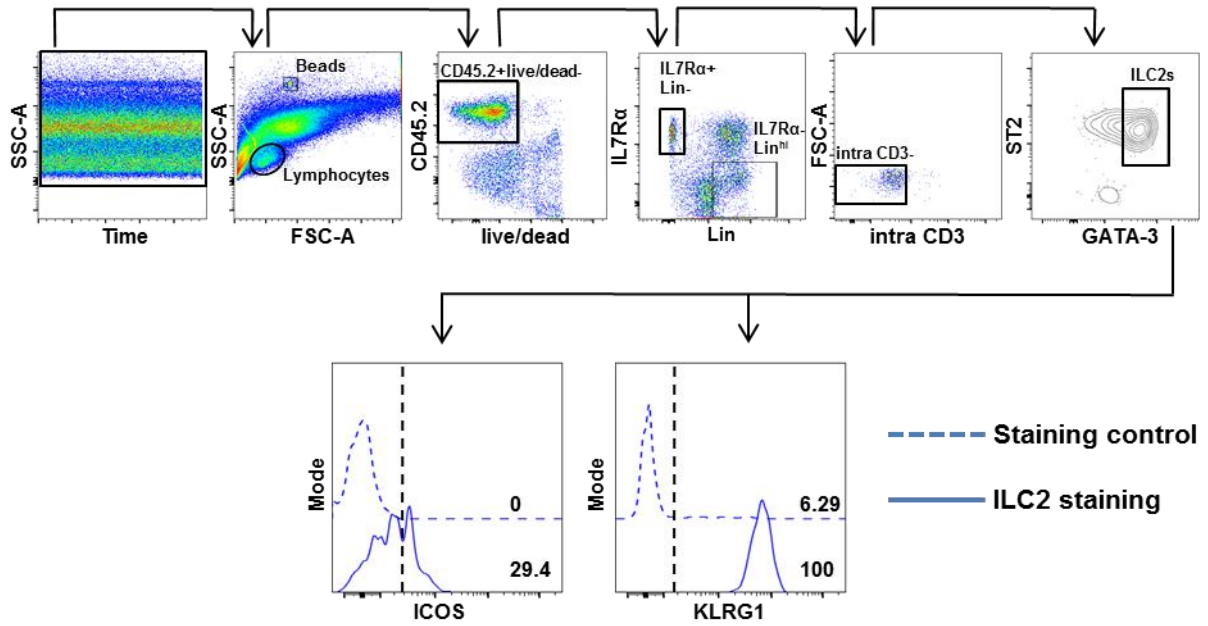 SSC-A
Time
SSC-A
Beads
Lymphocytes
FSC-A
CD45.2
CD45.2+live/dead-
live/dead
IL7Rα
IL7Rα+
Lin-
IL7Rα-
Linʰⁱ
Lin
FSC-A
intra CD3-
intra CD3
ST2
ILC2s
GATA-3
Mode
0
29.4
ICOS
Mode
6.29
100
KLRG1
Staining control
ILC2 staining